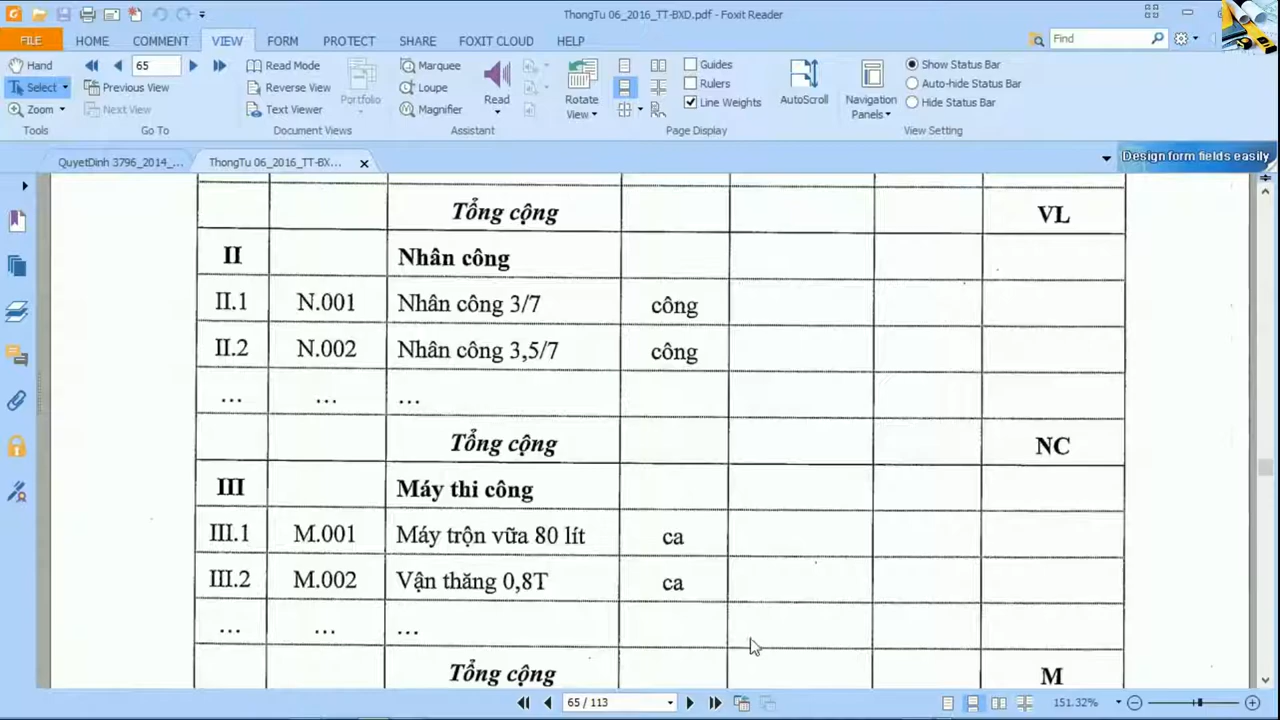 ThongTu 06_2016_TT-BXD.pdf - Foxit Reader
FILE HOME COMMENT VIEW FORM PROTECT SHARE FOXIT CLOUD HELP Find
Hand 65 Read Mode Marquee Guides Show Status Bar
Select Previous View Reverse View Loupe Rulers Auto-hide Status Bar
Zoom Next View Portfolio Text Viewer Magnifier Read Rotate View Line Weights AutoScroll Navigation Panels Hide Status Bar
Tools Go To Document Views Assistant Page Display View Setting
QuyetDinh 3796_2014_... ThongTu 06_2016_TT-BX... Design form fields easily
Tổng cộng VL
II Nhân công
II.1 N.001 Nhân công 3/7 công
II.2 N.002 Nhân công 3,5/7 công
... ... ...
Tổng cộng NC
III Máy thi công
III.1 M.001 Máy trộn vữa 80 lít ca
III.2 M.002 Vận thăng 0,8T ca
... ... ...
Tổng cộng M
65 / 113 151.32%